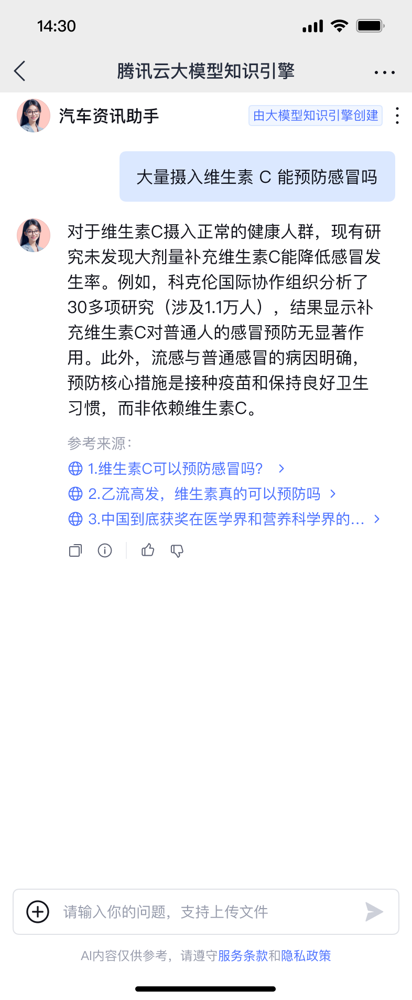 14:30
腾讯云大模型知识引擎
汽车资讯助手
由大模型知识引擎创建
大量摄入维生素 C 能预防感冒吗
对于维生素C摄入正常的健康人群，现有研
究未发现大剂量补充维生素C能降低感冒发
生率。例如，科克伦国际协作组织分析了
30多项研究（涉及1.1万人），结果显示补
充维生素C对普通人的感冒预防无显著作
用。此外，流感与普通感冒的病因明确，
预防核心措施是接种疫苗和保持良好卫生
习惯，而非依赖维生素C。
参考来源：
1.维生素C可以预防感冒吗？
2.乙流高发，维生素真的可以预防吗
3.中国到底获奖在医学界和营养科学界的...
请输入你的问题，支持上传文件
AI内容仅供参考，请遵守服务条款和隐私政策